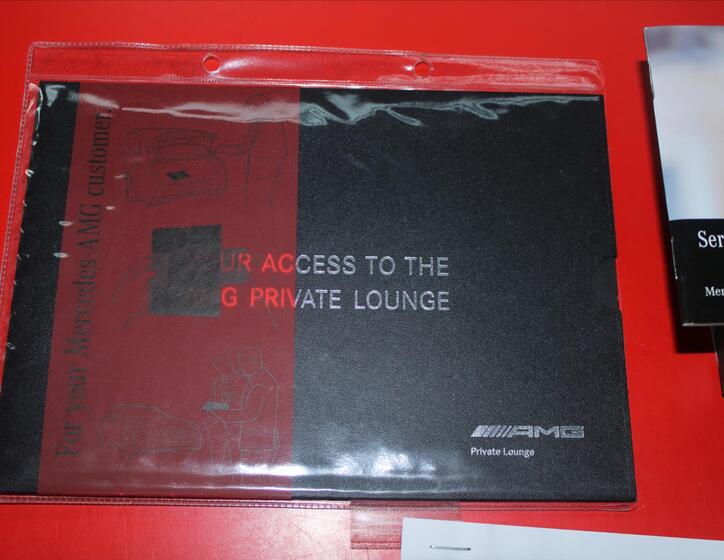 For your Mercedes-AMG customer.
UR ACCESS TO THE
G PRIVATE LOUNGE
AMG
Private Lounge
Ser
Mer